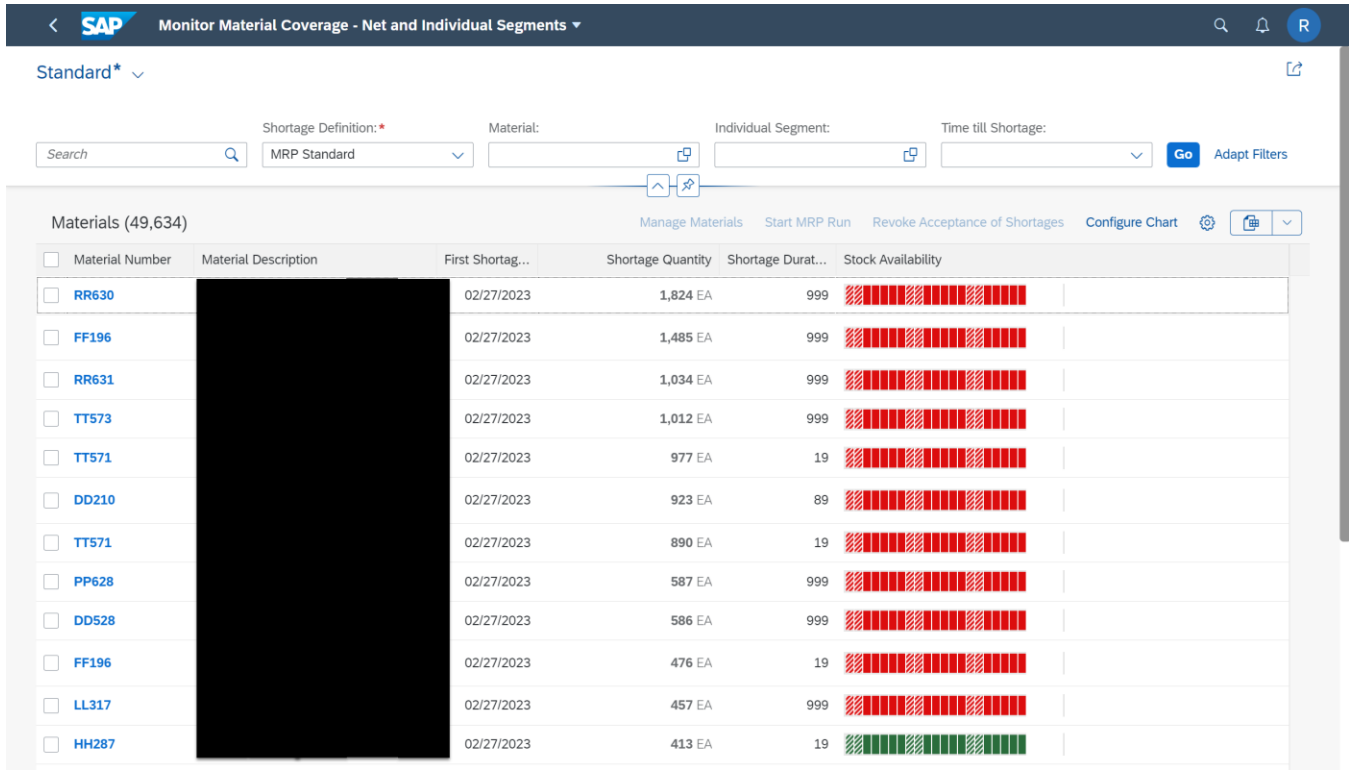 SAP Monitor Material Coverage - Net and Individual Segments R
Standard*
Shortage Definition:* Material: Individual Segment: Time till Shortage:
Search MRP Standard Go Adapt Filters
Materials (49,634) Manage Materials Start MRP Run Revoke Acceptance of Shortages Configure Chart
Material Number Material Description First Shortag... Shortage Quantity Shortage Durat... Stock Availability
RR630 02/27/2023 1,824 EA 999
FF196 02/27/2023 1,485 EA 999
RR631 02/27/2023 1,034 EA 999
TT573 02/27/2023 1,012 EA 999
TT571 02/27/2023 977 EA 19
DD210 02/27/2023 923 EA 89
TT571 02/27/2023 890 EA 19
PP628 02/27/2023 587 EA 999
DD528 02/27/2023 586 EA 999
FF196 02/27/2023 476 EA 19
LL317 02/27/2023 457 EA 999
HH287 02/27/2023 413 EA 19